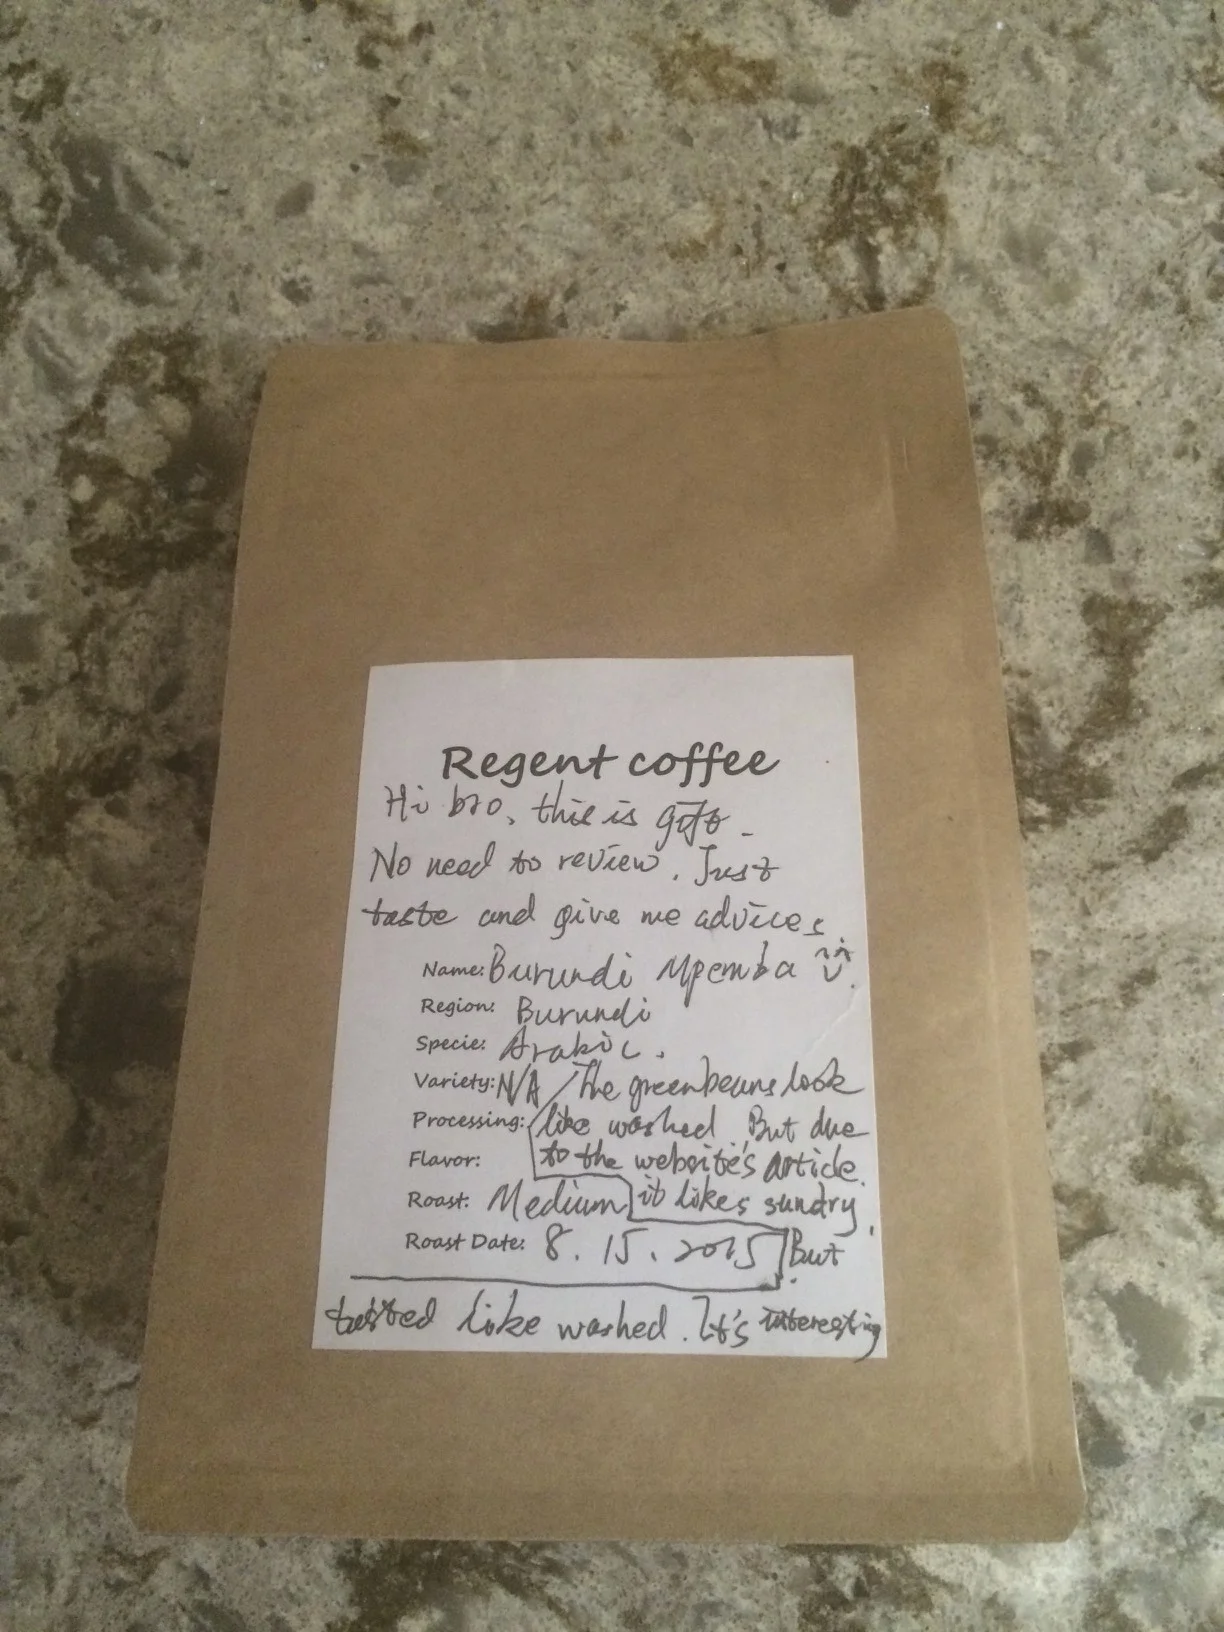 Regent coffee
Hi bro, this is gift.
No need to review. Just
taste and give me advices
Name: Burundi Mpemba
Region: Burundi
Specie: Arabic.
Variety: N/A / The greenbeans look
Processing: like washed. But due
Flavor: to the website's article.
Roast: Medium it likes sundry,
Roast Date: 8. 15. 2015 But
tasted like washed. It's interesting